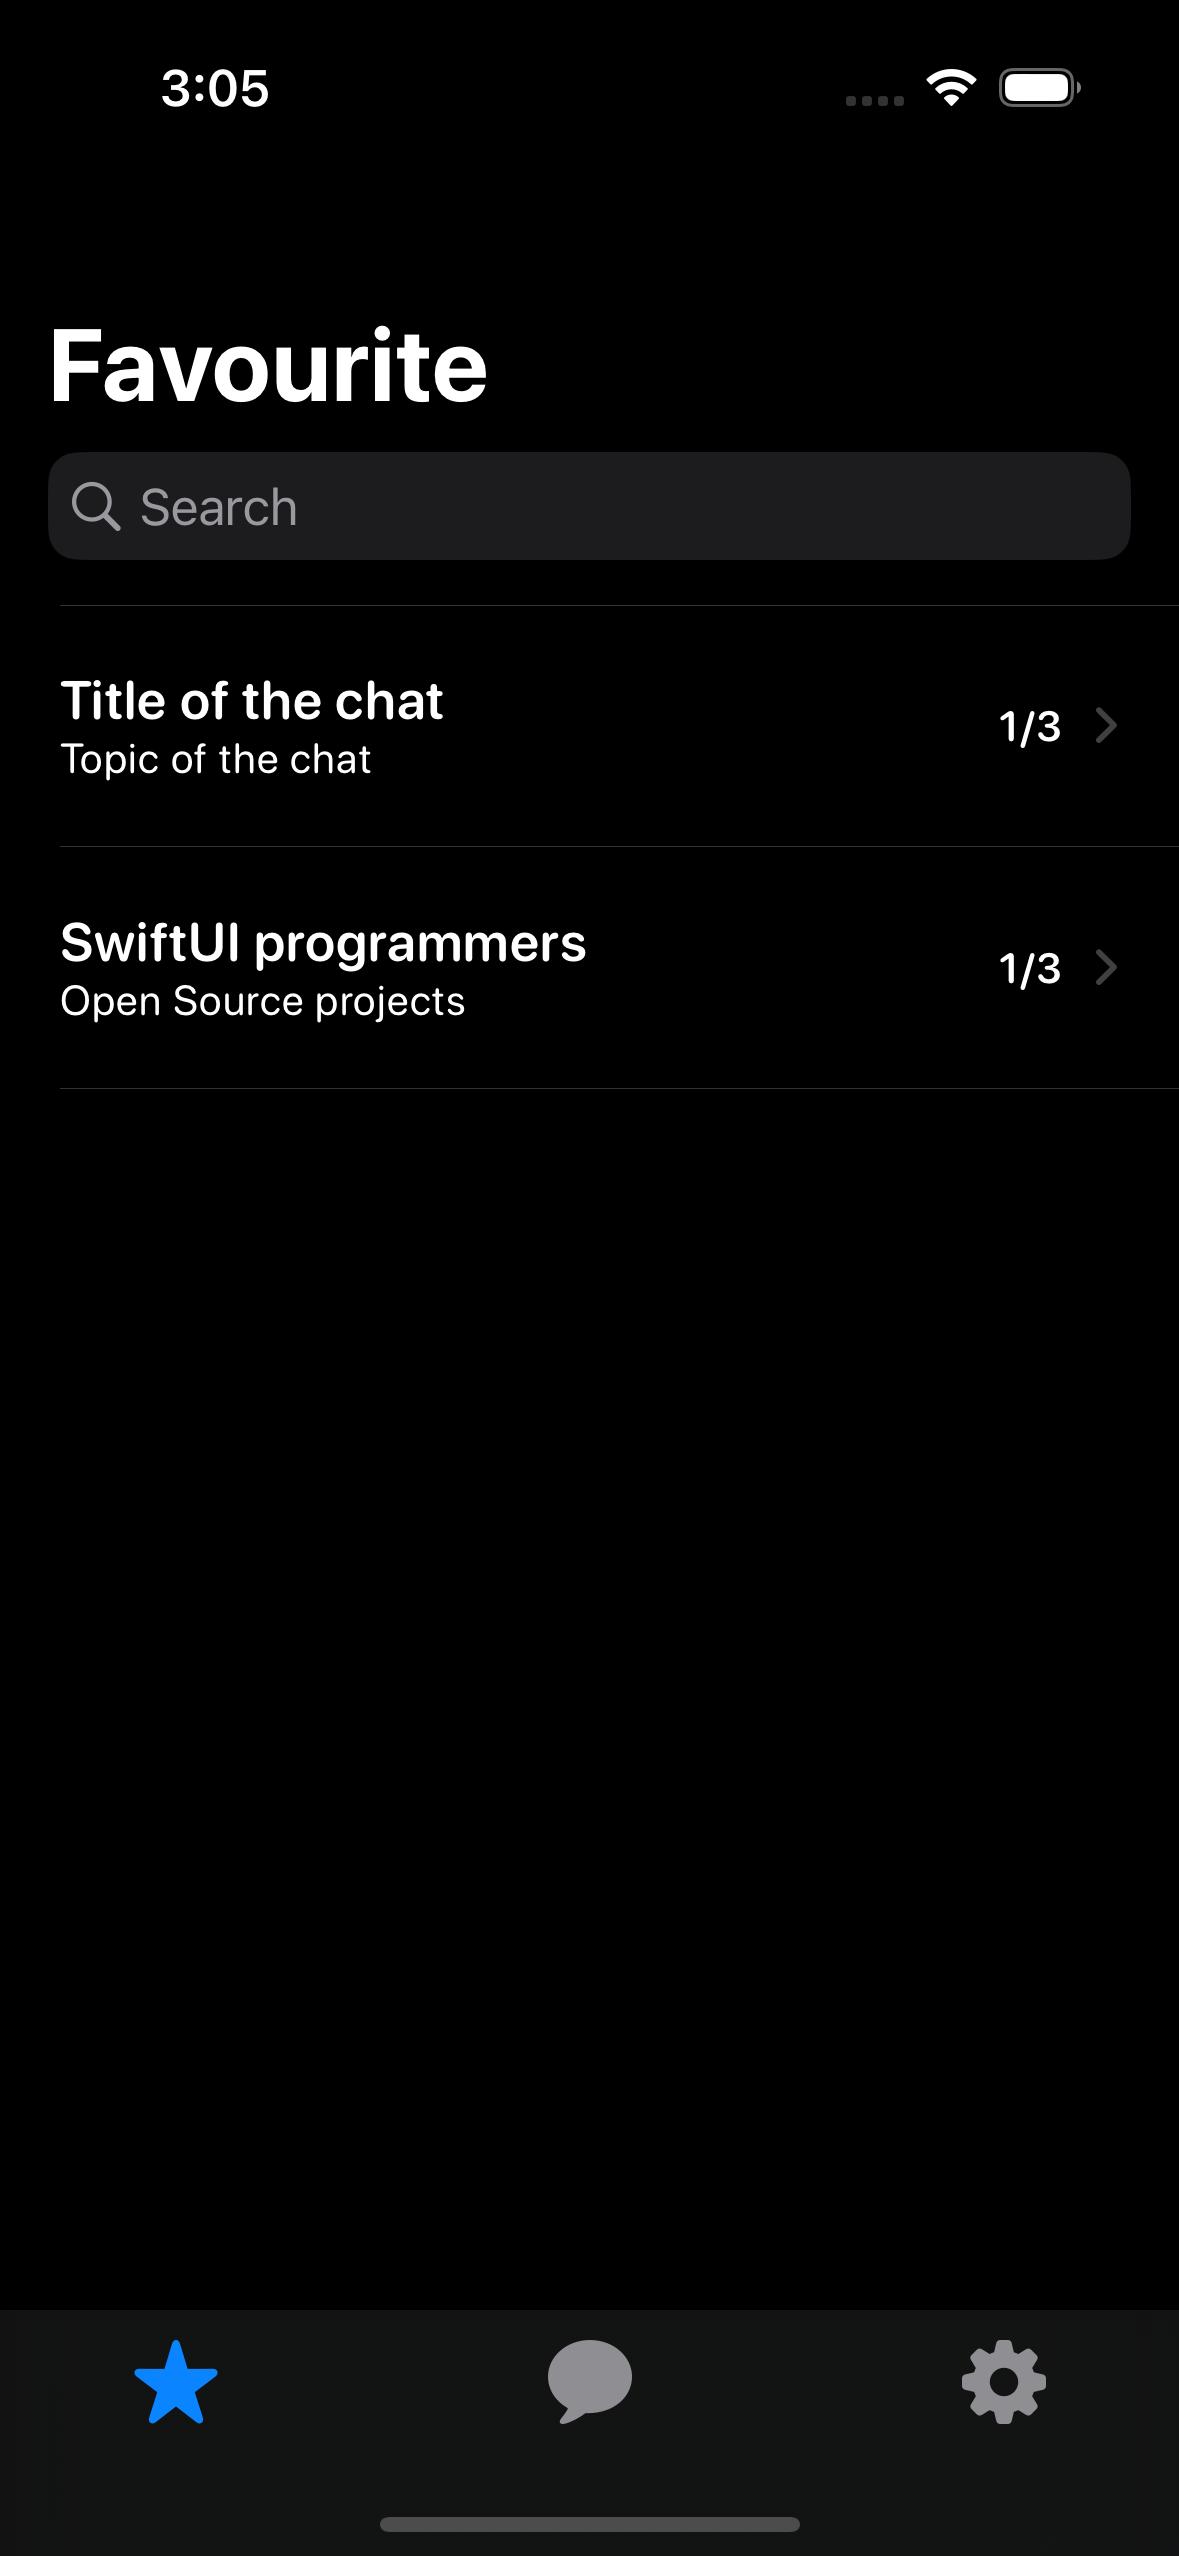 3:05
Favourite
Search
Title of the chat
Topic of the chat
1/3
SwiftUI programmers
Open Source projects
1/3